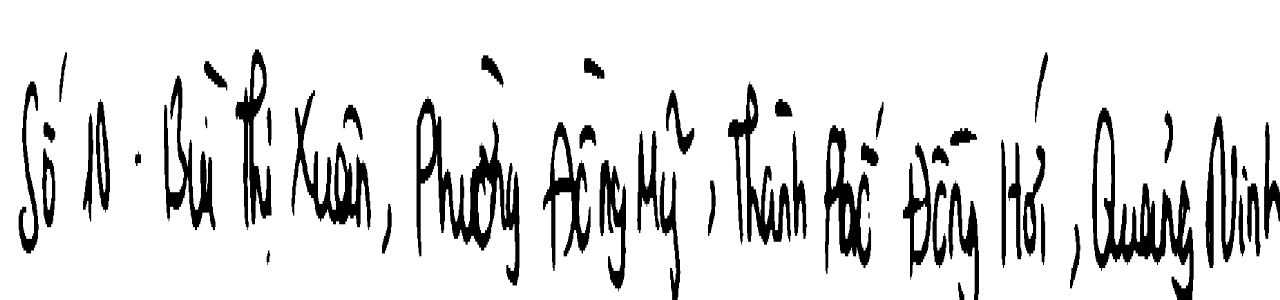 Số 10 - Bùi Thị Xuân, Phường Đồng Mỹ, Thành Phố Đồng Hới, Quảng Ninh